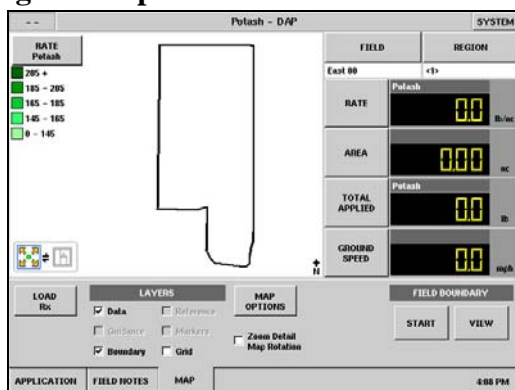 -- Potash - DAP SYSTEM
RATE
Potash
205 +
185 - 205
165 - 185
145 - 165
0 - 145
N
FIELD REGION
East 80 <1>
RATE Potash 0.0 lb/ac
AREA 0.00 ac
TOTAL
APPLIED Potash 0.0 lb
GROUND
SPEED 0.0 mph
LOAD
Rx
LAYERS
Data Reference
Guidance Markers
Boundary Grid
MAP
OPTIONS
Zoom Detail
Map Rotation
FIELD BOUNDARY
START VIEW
APPLICATION FIELD NOTES MAP 4:08 PM